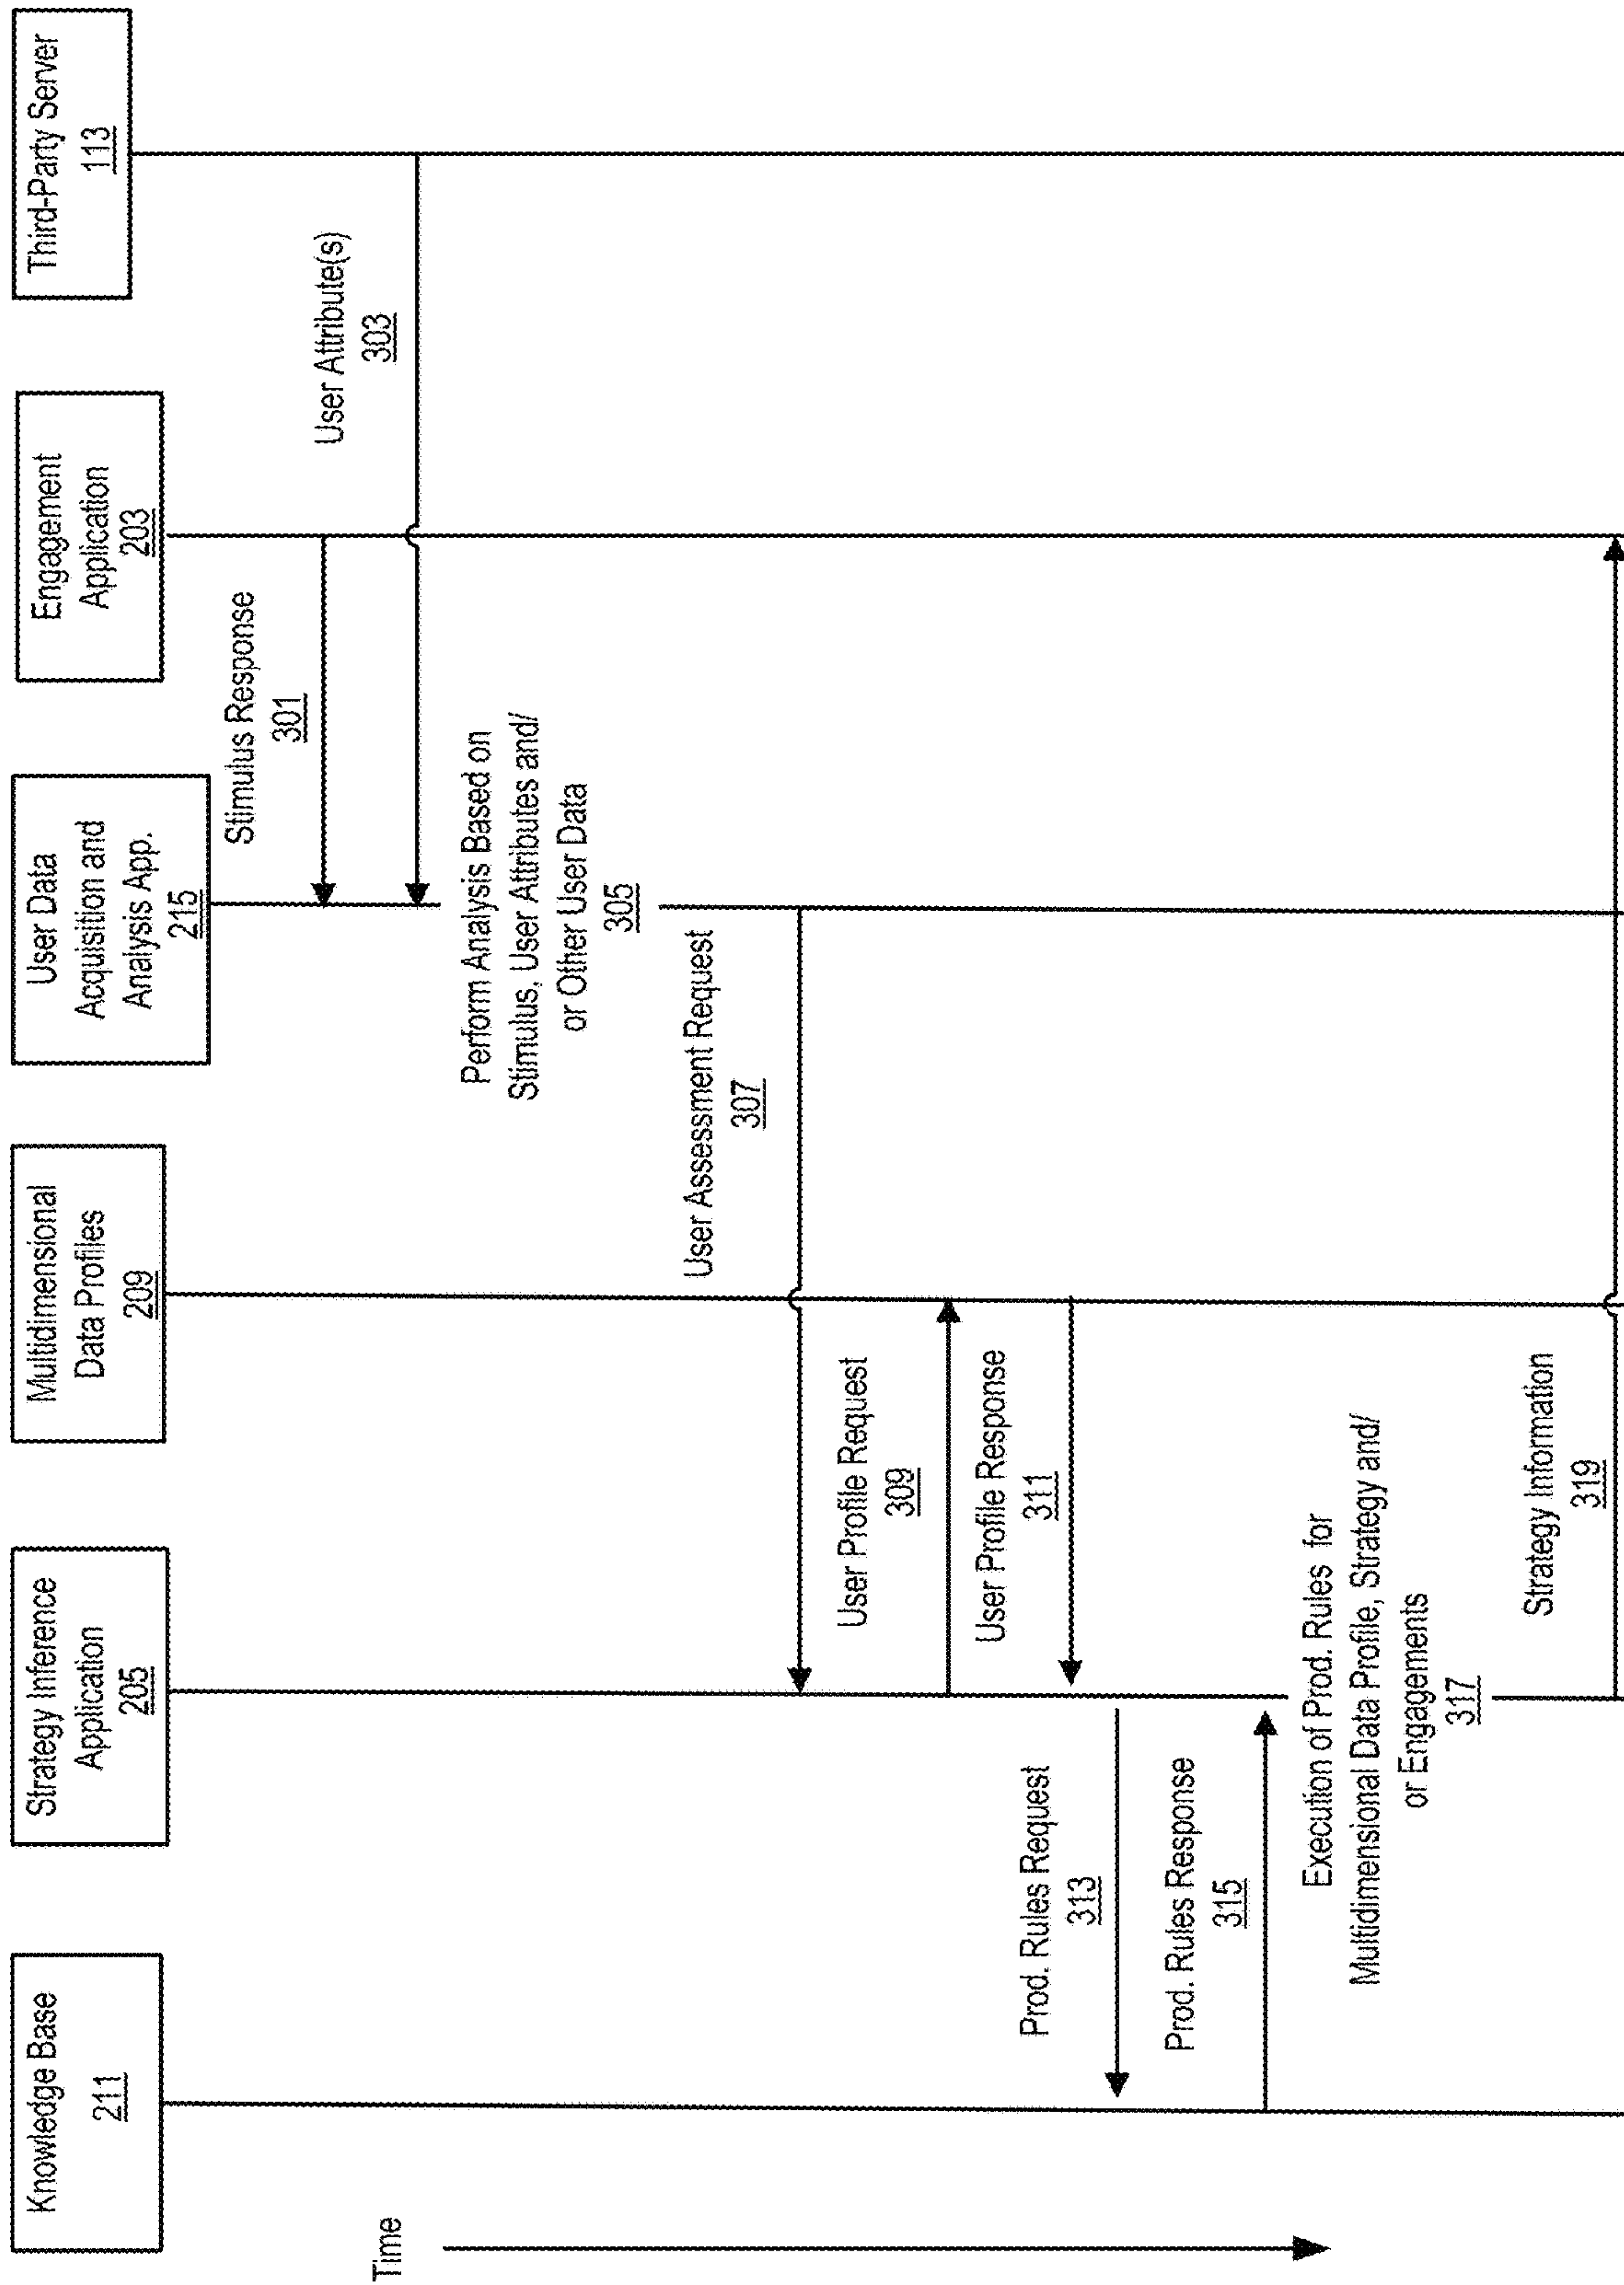 Knowledge Base
211
Strategy Inference
Application
205
Multidimensional
Data Profiles
209
User Data
Acquisition and
Analysis App.
215
Engagement
Application
203
Third-Party Server
113
Time
Stimulus Response
301
User Attribute(s)
303
Perform Analysis Based on
Stimulus, User Attributes and/
or Other User Data
305
User Assessment Request
307
User Profile Request
309
User Profile Response
311
Prod. Rules Request
313
Prod. Rules Response
315
Execution of Prod. Rules for
Multidimensional Data Profile, Strategy and/
or Engagements
317
Strategy Information
319